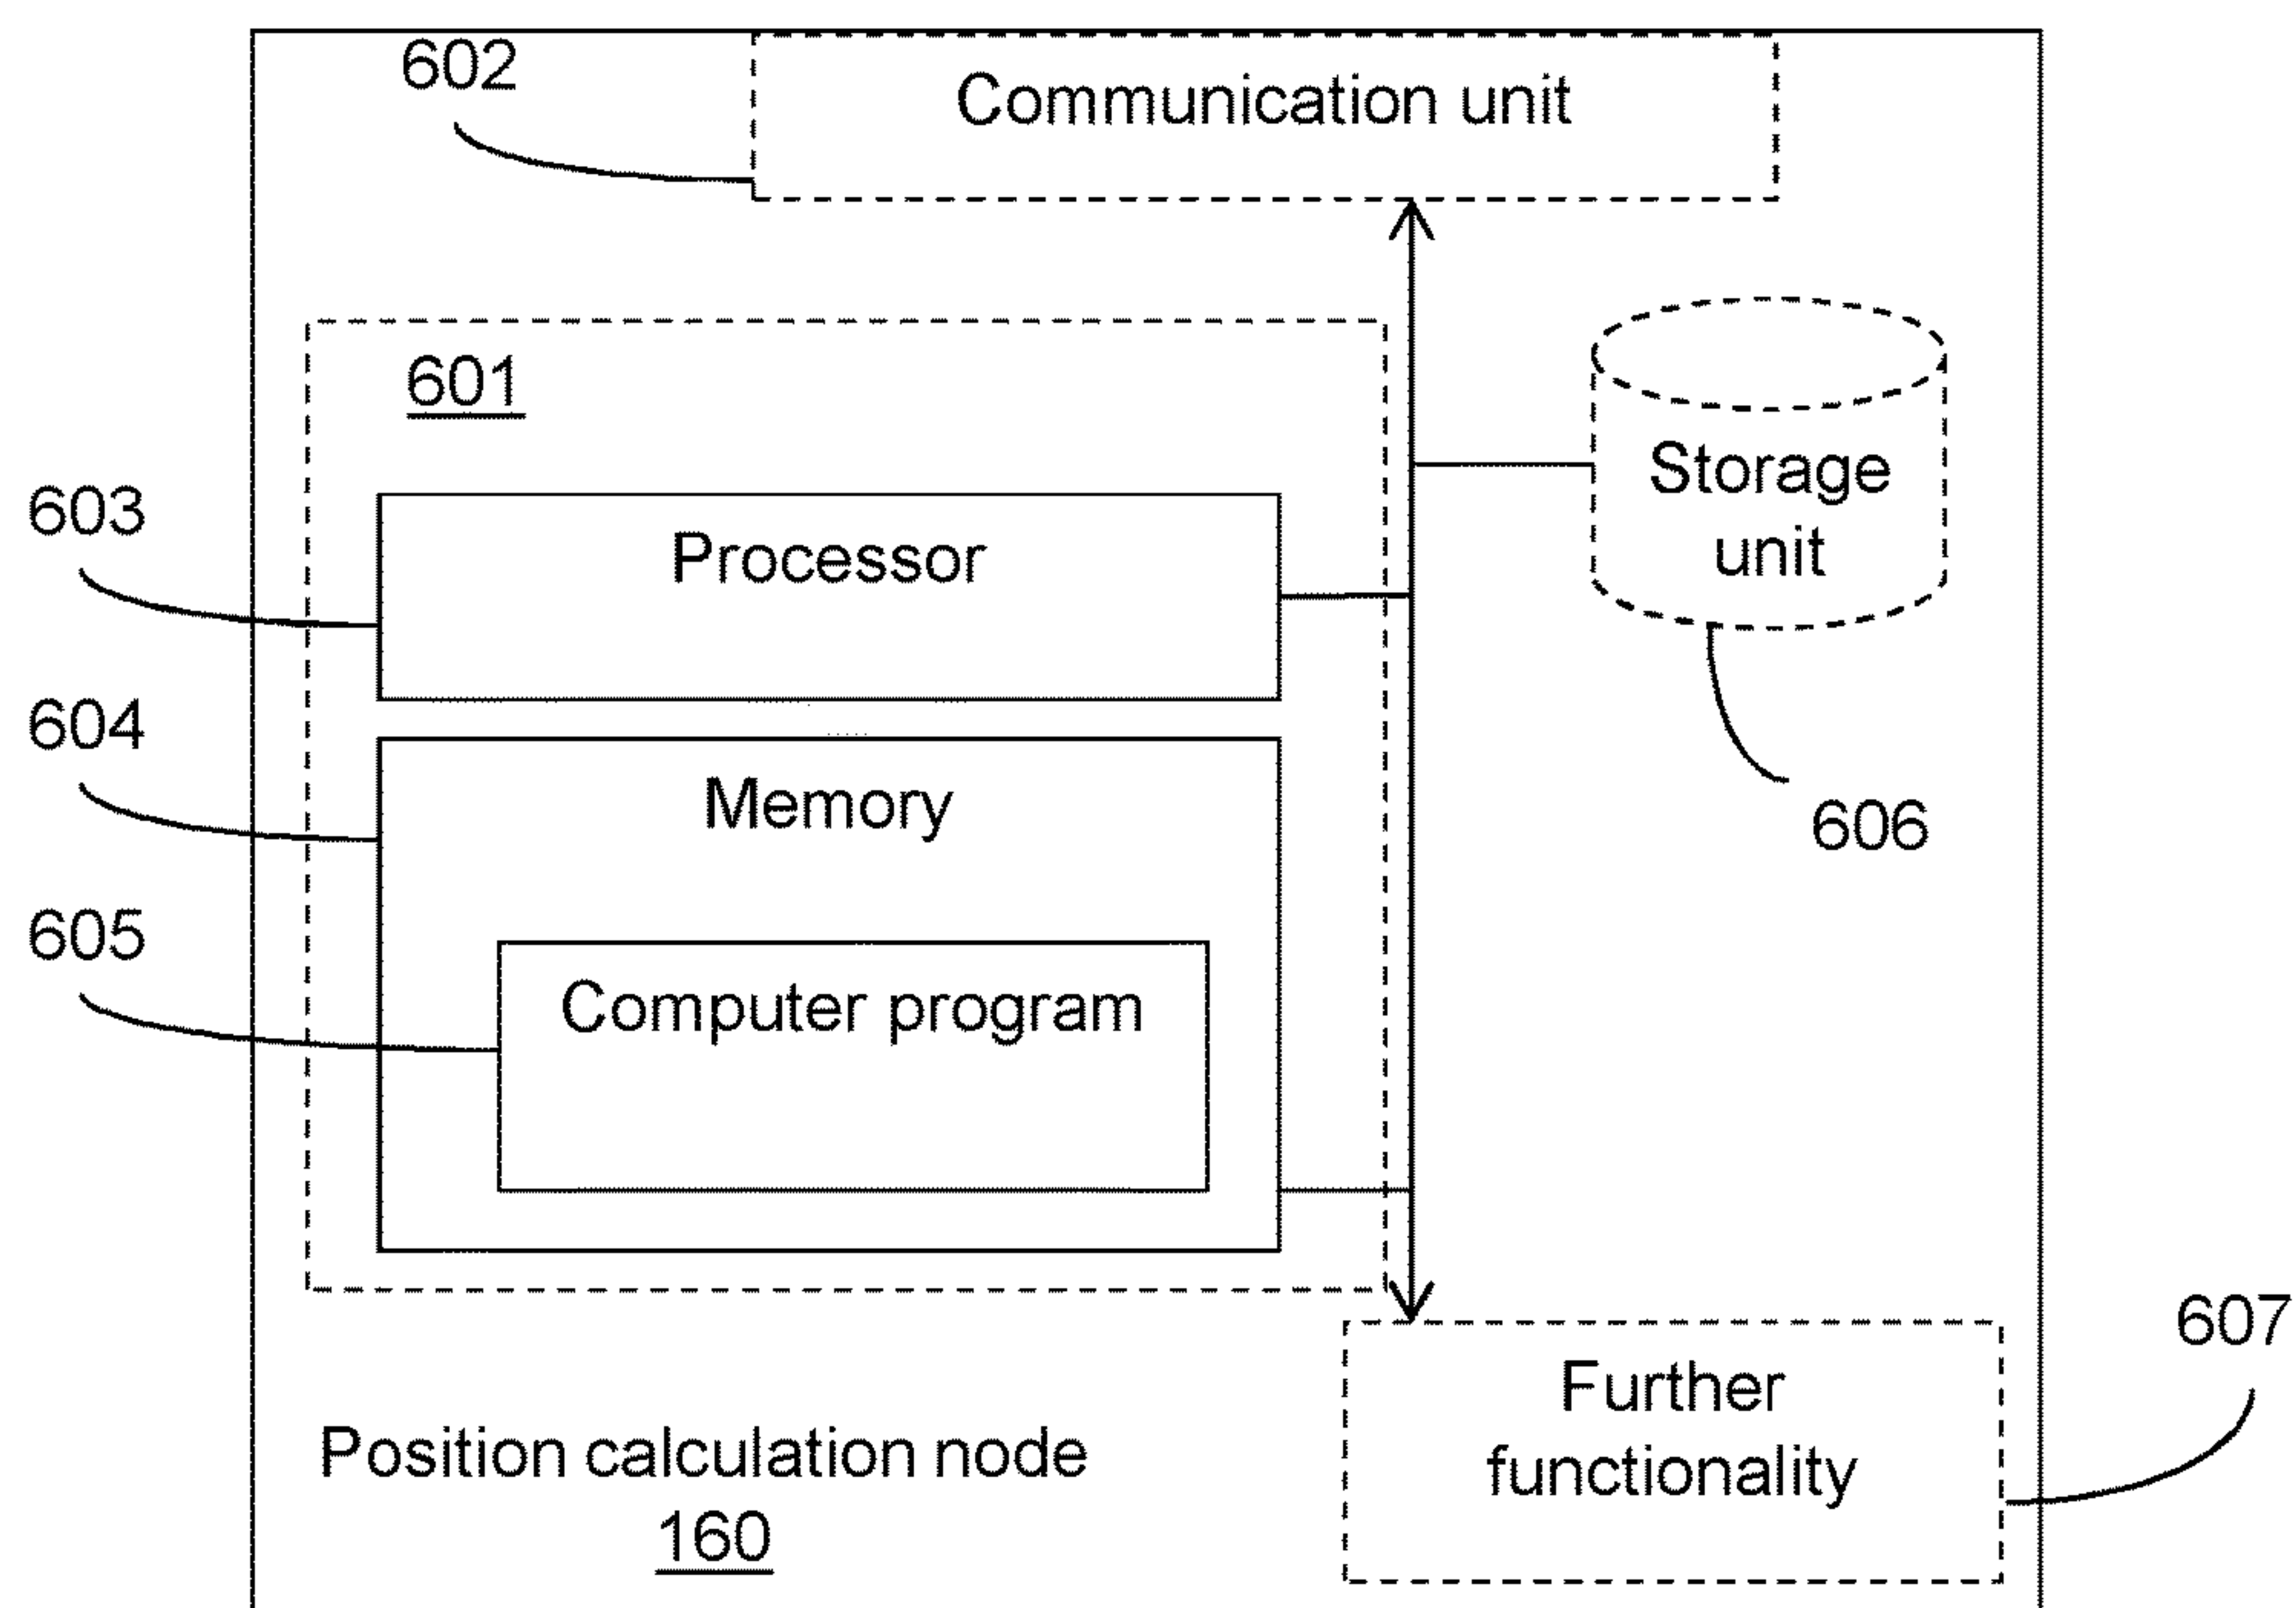 602
Communication unit
601
603
Processor
Storage
unit
604
Memory
606
605
Computer program
607
Further
functionality
Position calculation node
160